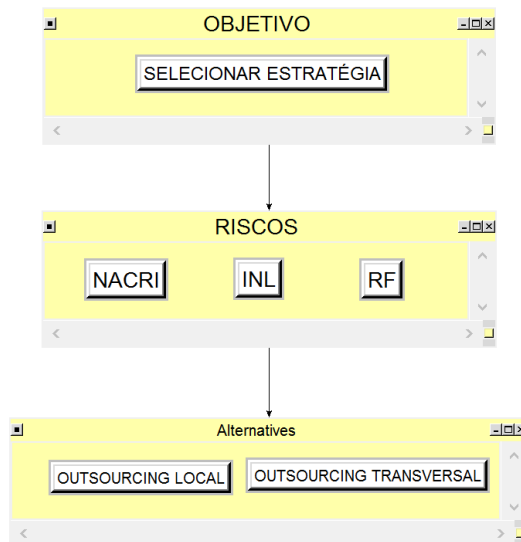 OBJETIVO
SELECIONAR ESTRATÉGIA
RISCOS
NACRI INL RF
Alternatives
OUTSOURCING LOCAL OUTSOURCING TRANSVERSAL